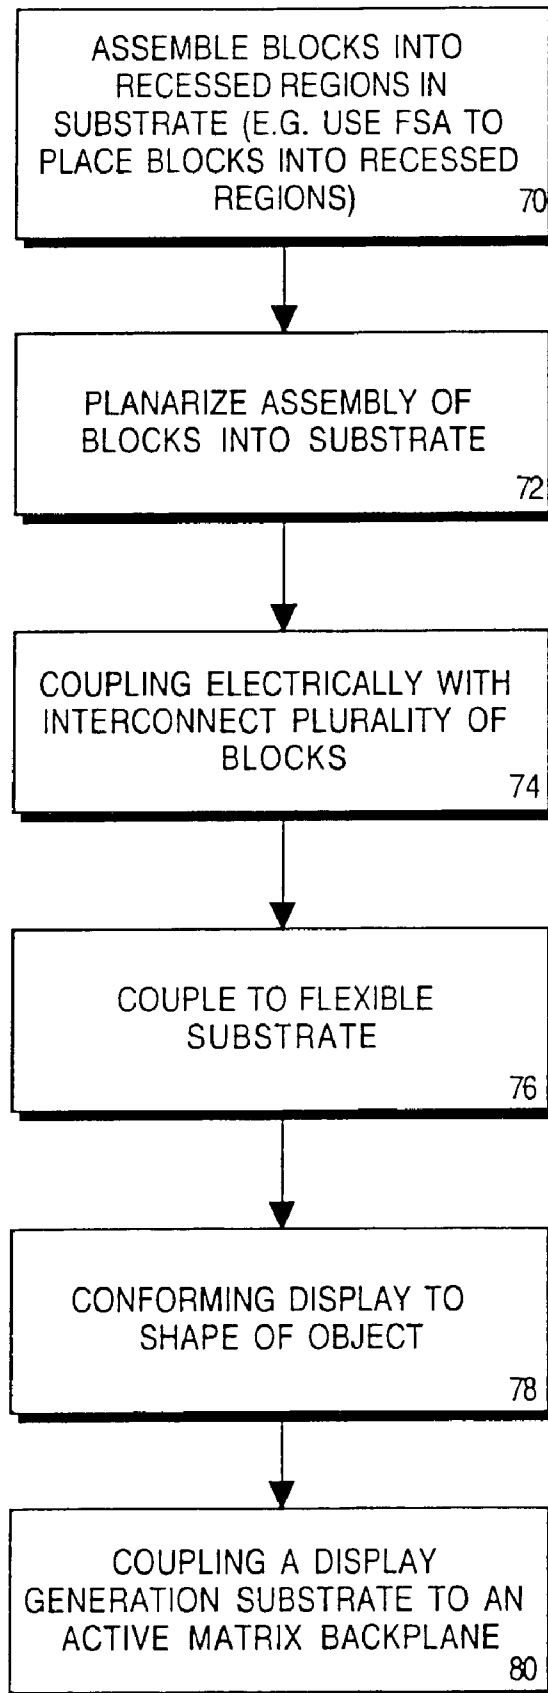 ASSEMBLE BLOCKS INTO
RECESSED REGIONS IN
SUBSTRATE (E.G. USE FSA TO
PLACE BLOCKS INTO RECESSED
REGIONS)
70
PLANARIZE ASSEMBLY OF
BLOCKS INTO SUBSTRATE
72
COUPLING ELECTRICALLY WITH
INTERCONNECT PLURALITY OF
BLOCKS
74
COUPLE TO FLEXIBLE
SUBSTRATE
76
CONFORMING DISPLAY TO
SHAPE OF OBJECT
78
COUPLING A DISPLAY
GENERATION SUBSTRATE TO AN
ACTIVE MATRIX BACKPLANE
80